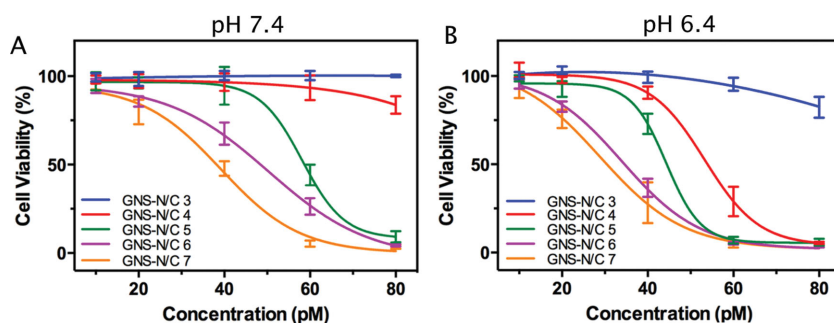 pH 7.4
pH 6.4
A
Cell Viability (%)
100
50
0
GNS-N/C 3
GNS-N/C 4
GNS-N/C 5
GNS-N/C 6
GNS-N/C 7
20
40
60
80
Concentration (pM)
B
Cell Viability (%)
100
50
0
GNS-N/C 3
GNS-N/C 4
GNS-N/C 5
GNS-N/C 6
GNS-N/C 7
20
40
60
80
Concentration (pM)